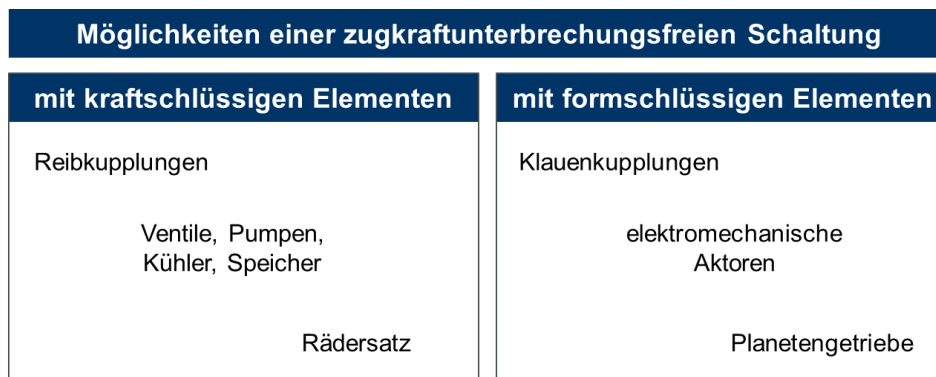 Möglichkeiten einer zugkraftunterbrechungsfreien Schaltung
mit kraftschlüssigen Elementen
Reibkupplungen
Ventile, Pumpen,
Kühler, Speicher
Rädersatz
mit formschlüssigen Elementen
Klauenkupplungen
elektromechanische
Aktoren
Planetengetriebe